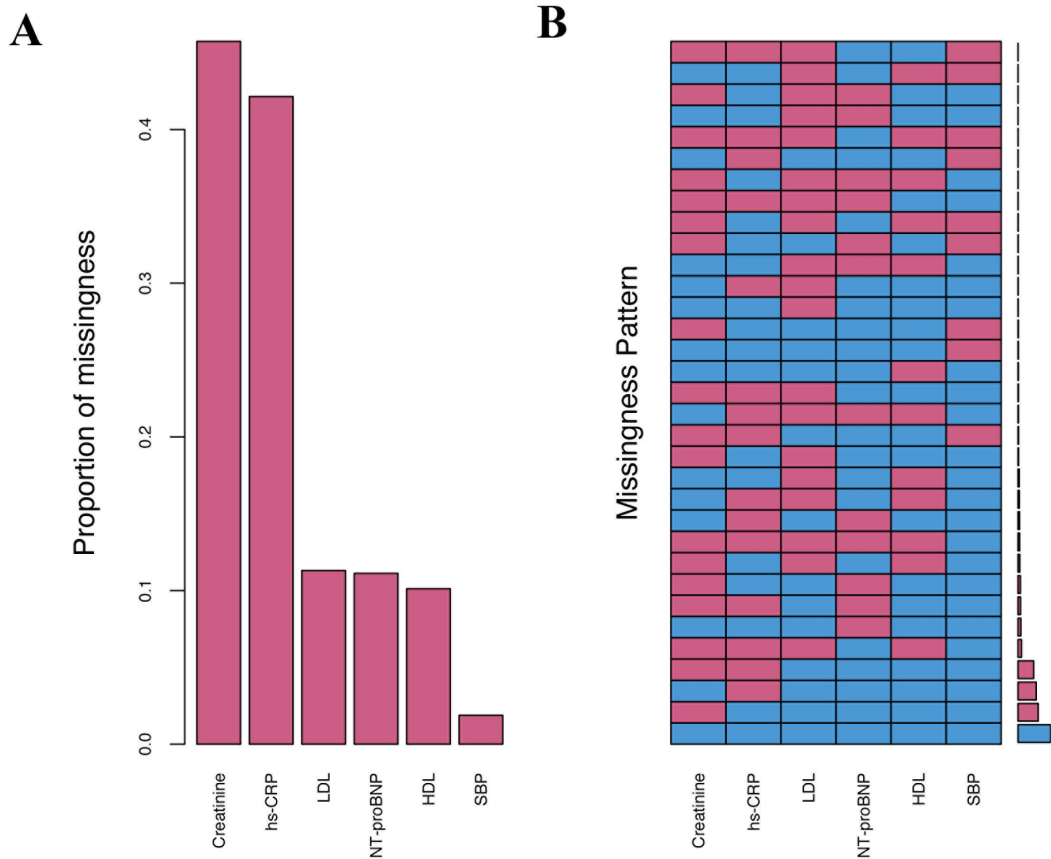 A
Proportion of missingness
0.4
0.3
0.2
0.1
0.0
Creatinine
hs-CRP
LDL
NT-proBNP
HDL
SBP
B
Missingness Pattern
Creatinine
hs-CRP
LDL
NT-proBNP
HDL
SBP